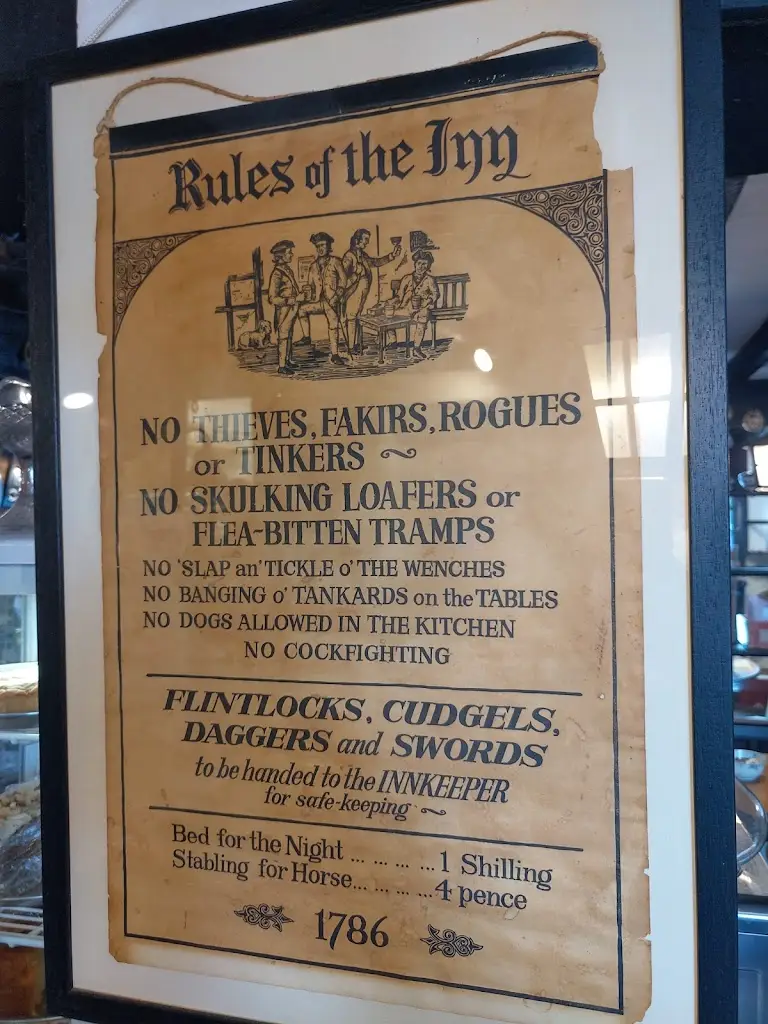 Rules of the Inn
NO THIEVES, FAKIRS, ROGUES
or TINKERS ~
NO SKULKING LOAFERS or
FLEA-BITTEN TRAMPS
NO 'SLAP an' TICKLE o' THE WENCHES
NO BANGING o' TANKARDS on the TABLES
NO DOGS ALLOWED IN THE KITCHEN
NO COCKFIGHTING
FLINTLOCKS, CUDGELS,
DAGGERS and SWORDS
to be handed to the INNKEEPER
for safe-keeping ~
Bed for the Night ... ... ... ... 1 Shilling
Stabling for Horse... ... ... ... 4 pence
1786